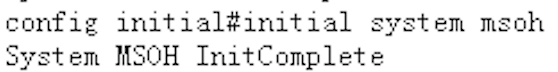 config initial#initial system msoh
System MSOH InitComplete